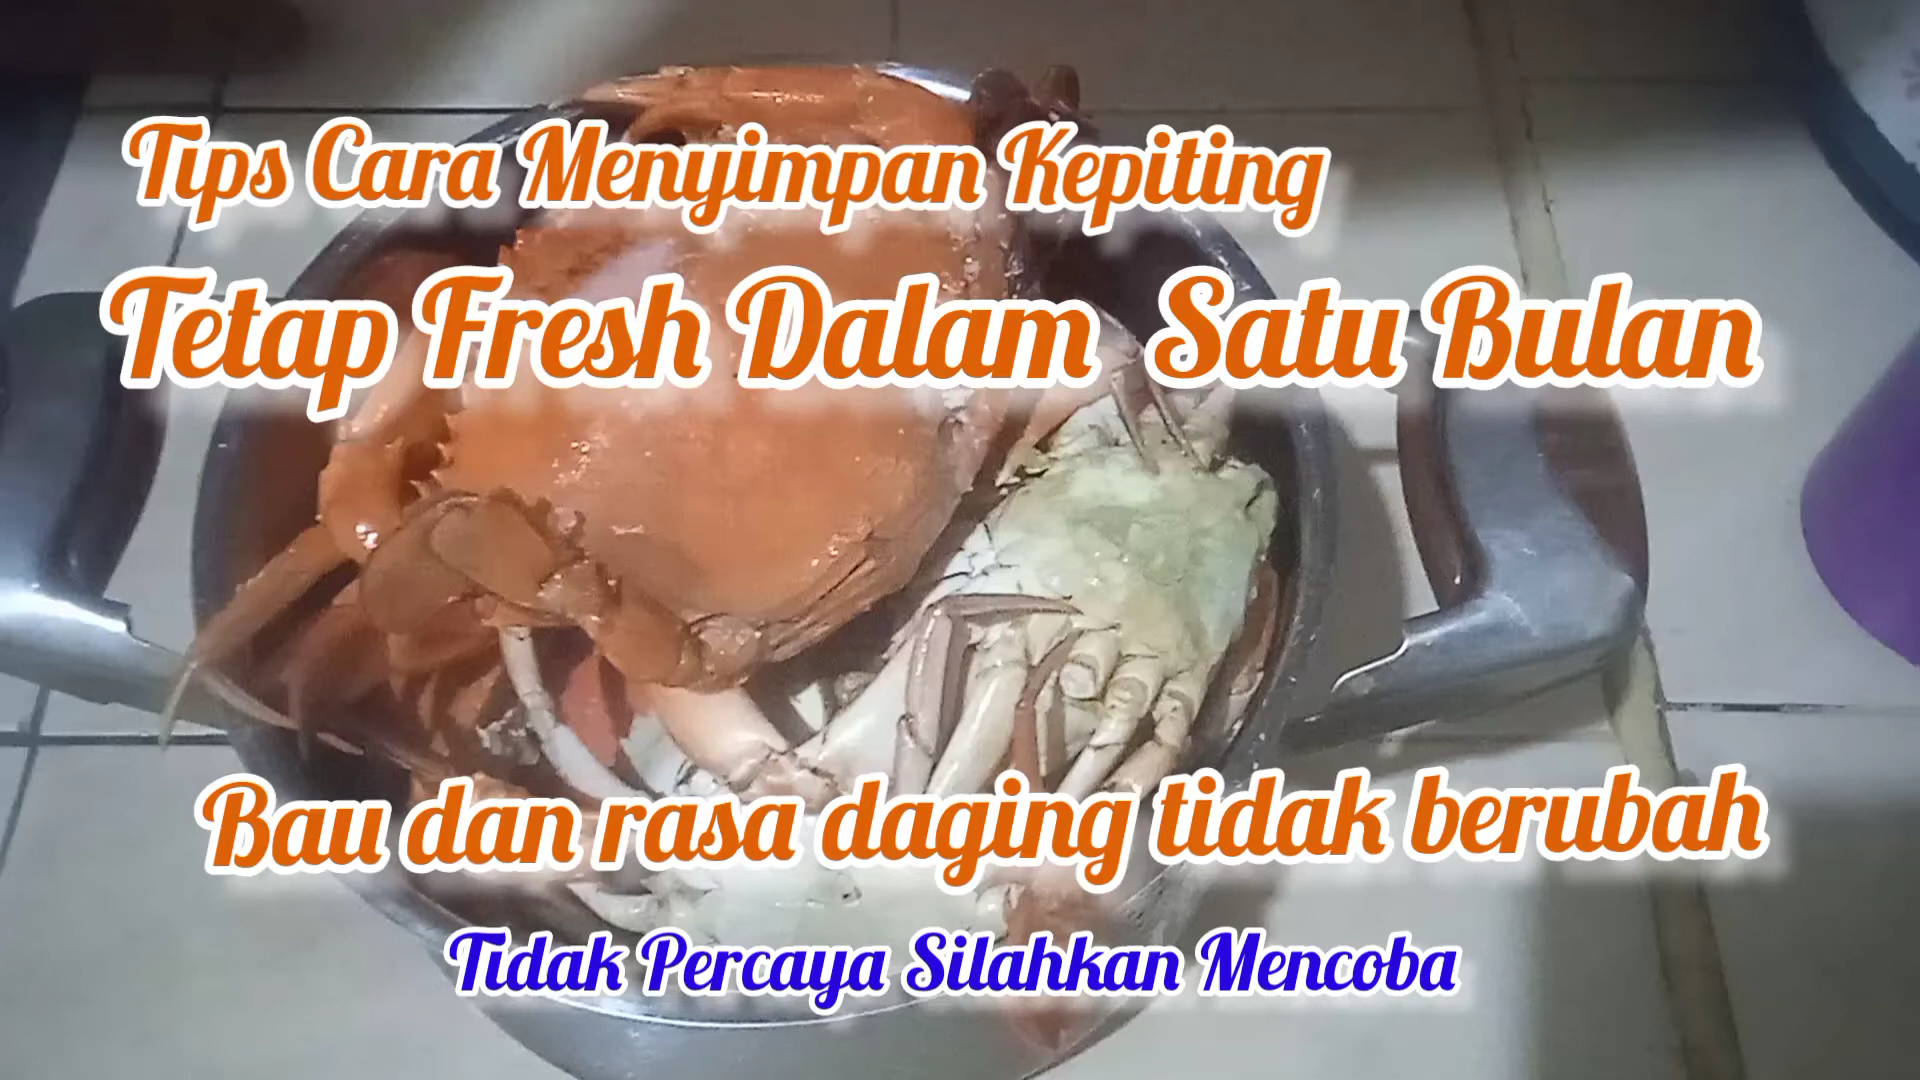 Tips Cara Menyimpan Kepiting
Tetap Fresh Dalam Satu Bulan
Bau dan rasa daging tidak berubah
Tidak Percaya Silahkan Mencoba